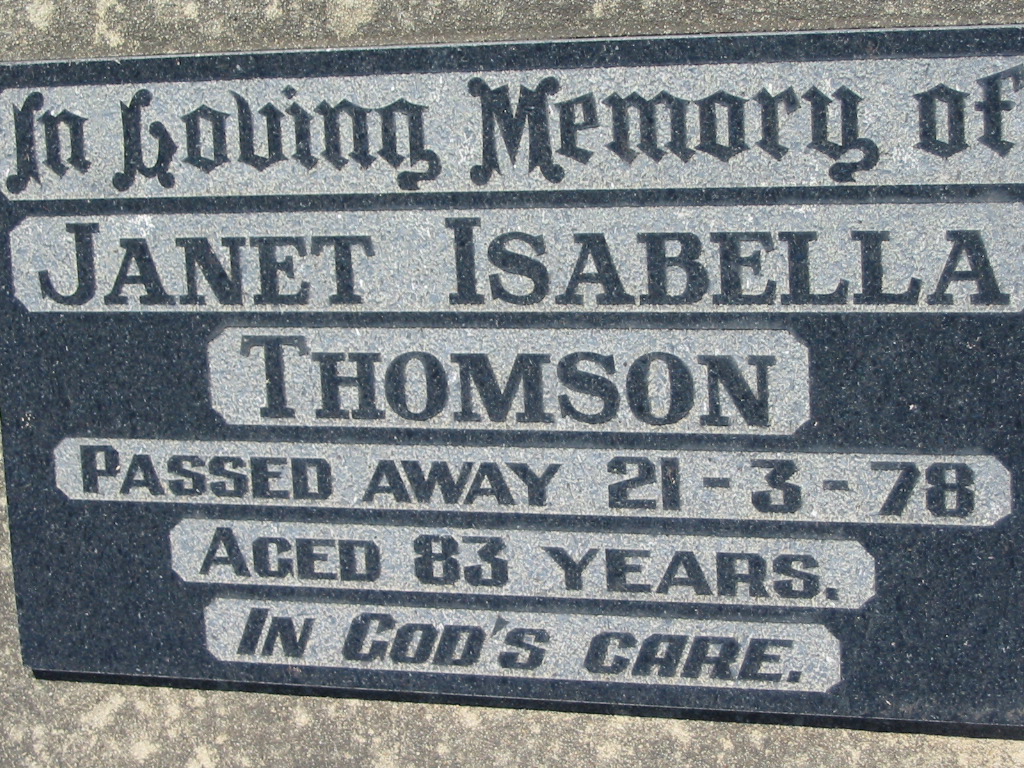 In Loving Memory of
JANET ISABELLA
THOMSON
PASSED AWAY 21-3-78
AGED 83 YEARS.
IN GOD'S CARE.